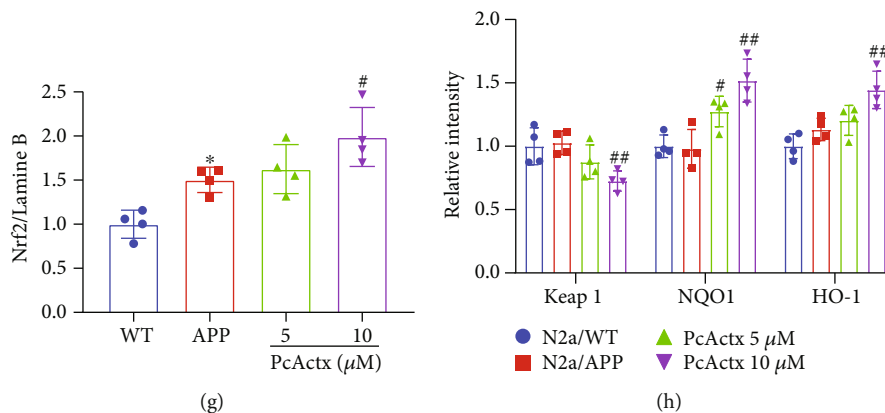 Nrf2/Lamine B
2.5
2.0
1.5
1.0
0.5
0.0
*
#
WT APP 5 10
PcActx (μM)
(g)
Relative intensity
2.0
1.5
1.0
0.5
0.0
##
#
##
##
Keap 1 NQO1 HO-1
N2a/WT PcActx 5 μM
N2a/APP PcActx 10 μM
(h)